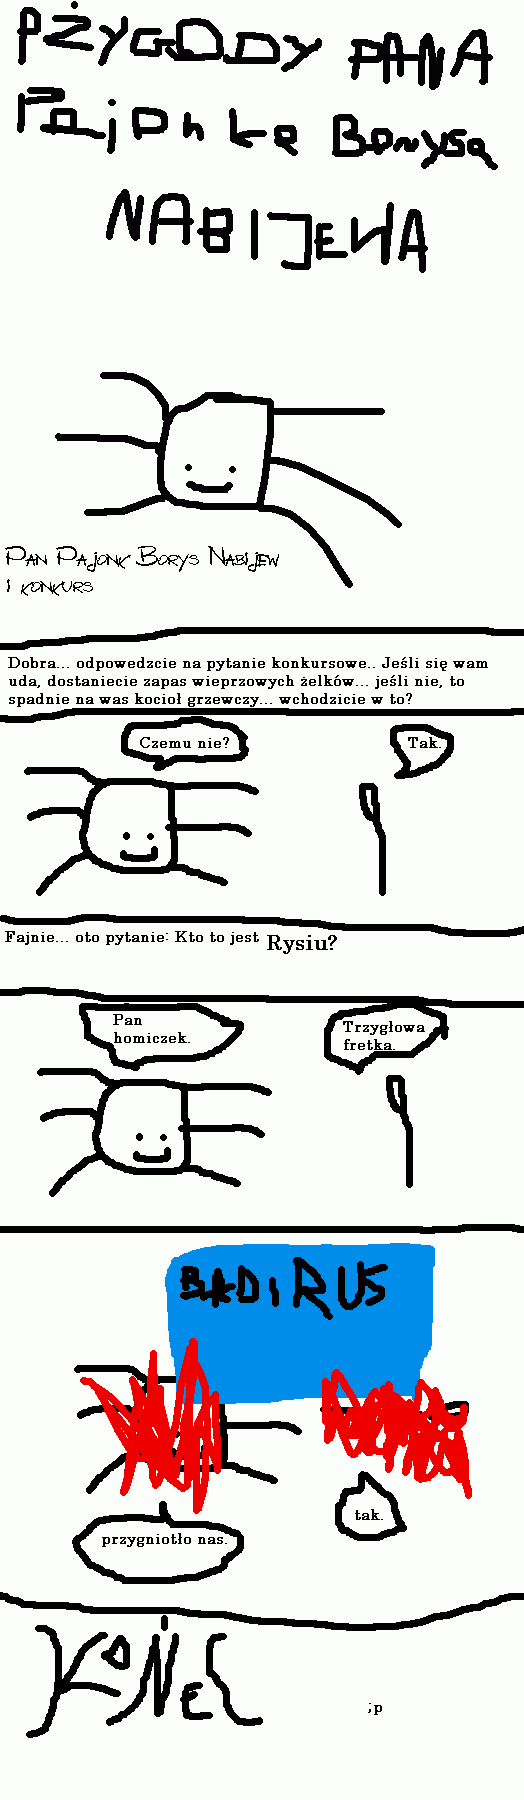 PŻYGODY PANA
Pajonka Borysa
NABIJEWA
Pan Pajonk Borys Nabijew
i konkurs
Dobra... odpowedzcie na pytanie konkursowe.. Jeśli się wam
uda, dostaniecie zapas wieprzowych żelków... jeśli nie, to
spadnie na was kocioł grzewczy... wchodzicie w to?
Czemu nie?
Tak.
Fajnie... oto pytanie: Kto to jest Rysiu?
Pan
homiczek.
Trzygłowa
fretka.
BADiRUS
przygniotło nas.
tak.
KONiEC
;p